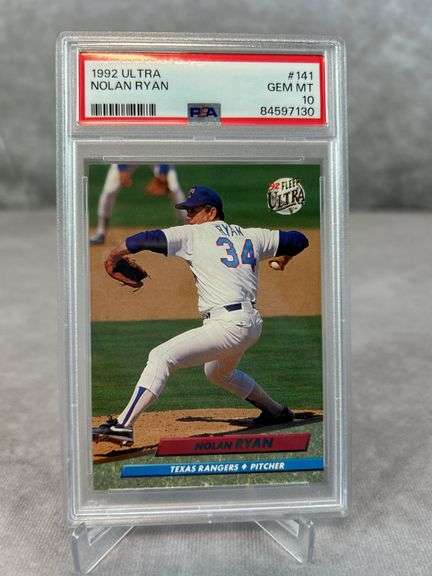 1992 ULTRA #141
NOLAN RYAN GEM MT
10
PSA 84597130
'92 FLEER
ULTRA
RYAN
34
NOLAN RYAN
TEXAS RANGERS ♦ PITCHER